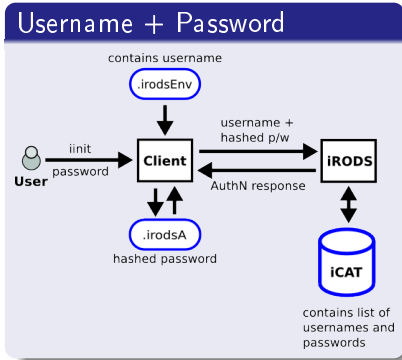 Username + Password
contains username
.irodsEnv
username +
hashed p/w
iinit
password
Client
iRODS
User
AuthN response
.irodsA
hashed password
iCAT
contains list of
usernames and
passwords